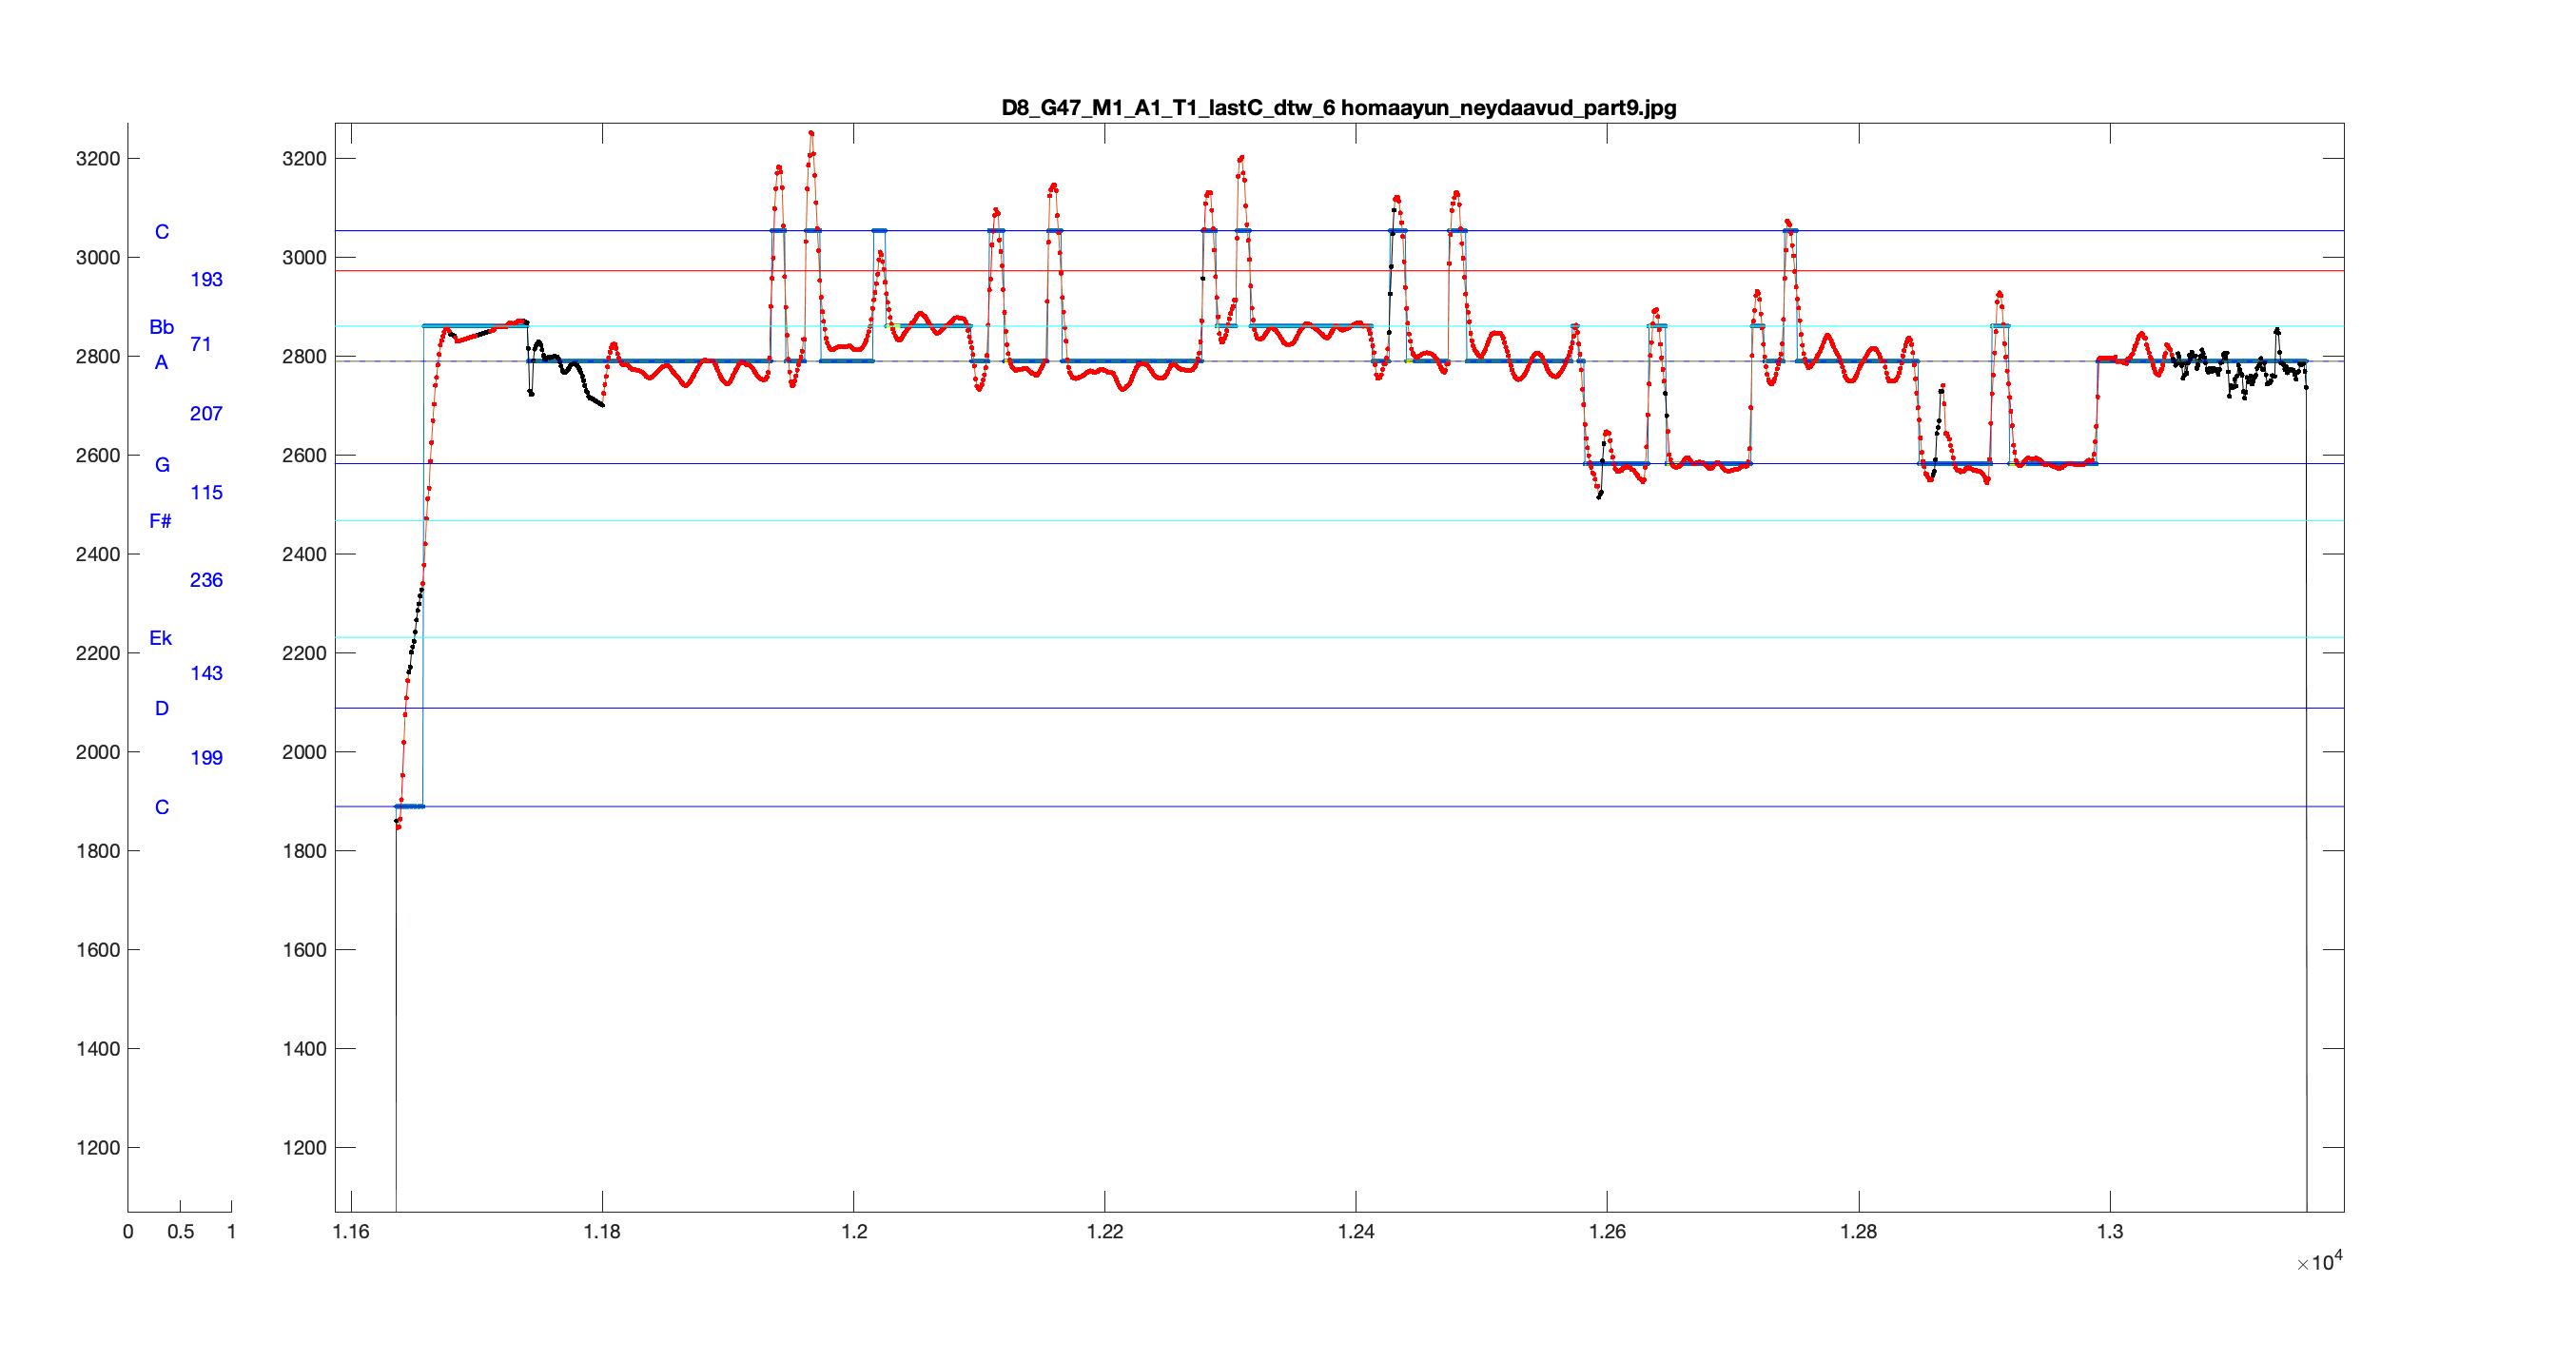 D8_G47_M1_A1_T1_lastC_dtw_6 homaayun_neydaavud_part9.jpg
3200 3200
C
3000 193 3000
Bb
2800 71 2800
A
207
2600 G 2600
115
F#
2400 2400
236
Ek
2200 143 2200
D
2000 199 2000
C
1800 1800
1600 1600
1400 1400
1200 1200
0 0.5 1 1.16 1.18 1.2 1.22 1.24 1.26 1.28 1.3
×10⁴